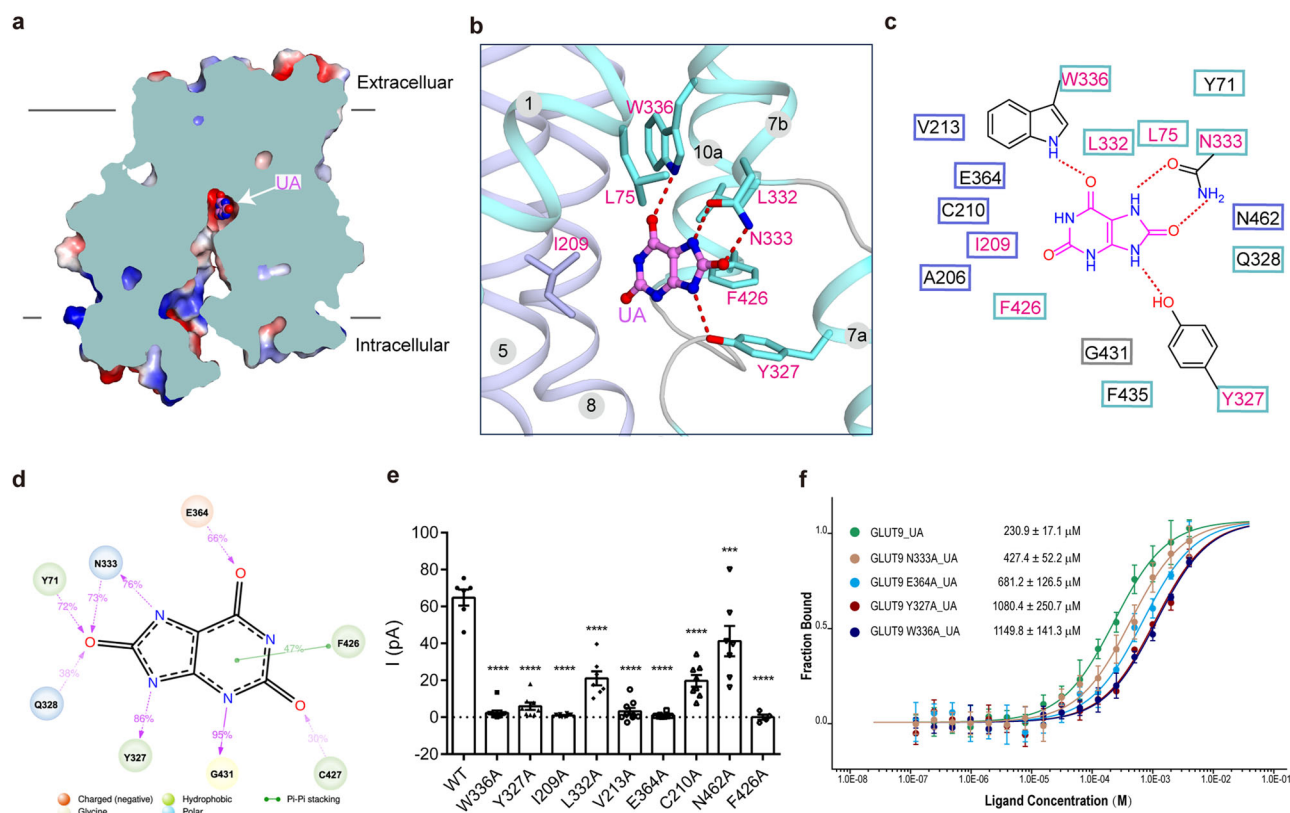 a
Extracelluar
UA
Intracellular
b
1
W336
7b
10a
L75
L332
I209
N333
F426
UA
7a
5
Y327
8
c
W336
Y71
V213
L332
L75
N333
E364
H
O
H
O
N
N
NH₂
C210
HN
N462
I209
O
O
N
H
N
H
Q328
A206
HO
F426
G431
F435
Y327
d
E364
66%
N333
Y71
76%
73%
72%
O
N
N
O
F426
47%
38%
N
N
O
Q328
86%
95%
30%
Y327
G431
C427
Charged (negative)
Hydrophobic
Pi-Pi stacking
Glycine
Polar
e
100
80
60
40
20
0
-20
I (pA)
**** **** **** **** **** **** **** *** ****
WT W336A Y327A I209A L332A V213A E364A C210A N462A F426A
f
GLUT9_UA 230.9 ± 17.1 μM
GLUT9 N333A_UA 427.4 ± 52.2 μM
GLUT9 E364A_UA 681.2 ± 126.5 μM
GLUT9 Y327A_UA 1080.4 ± 250.7 μM
GLUT9 W336A_UA 1149.8 ± 141.3 μM
1.0
0.5
0.0
Fraction Bound
1.0E-08 1.0E-07 1.0E-06 1.0E-05 1.0E-04 1.0E-03 1.0E-02 1.0E-01
Ligand Concentration (M)